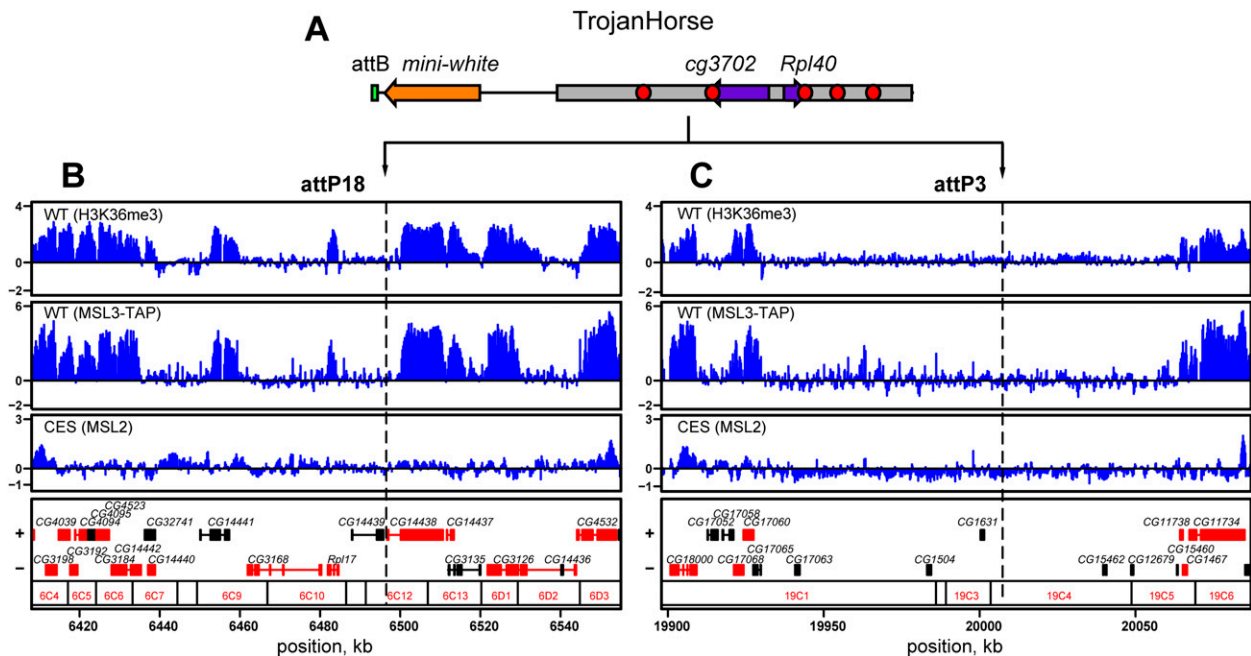 TrojanHorse
A
attB mini-white cg3702 Rpl40
B attP18
4
0
−2
WT (H3K36me3)
6
0
−2
WT (MSL3-TAP)
3
0
−1
CES (MSL2)
+
−
CG4523
CG4095
CG4039 CG4094 CG32741 CG14441 CG14439 CG14438 CG14437 CG4532
CG3192 CG14442
CG3198 CG3184 CG14440 CG3168 Rpl17 CG3135 CG3126 CG14436
6C4 6C5 6C6 6C7 6C9 6C10 6C12 6C13 6D1 6D2 6D3
6420 6440 6460 6480 6500 6520 6540
position, kb
C attP3
4
0
−2
WT (H3K36me3)
6
0
−2
WT (MSL3-TAP)
3
0
−1
CES (MSL2)
+
−
CG17058
CG17052 CG17060 CG1631 CG11738 CG11734
CG17065 CG15460
CG18000 CG17068 CG17063 CG1504 CG15462 CG12679 CG1467
19C1 19C3 19C4 19C5 19C6
19900 19950 20000 20050
position, kb